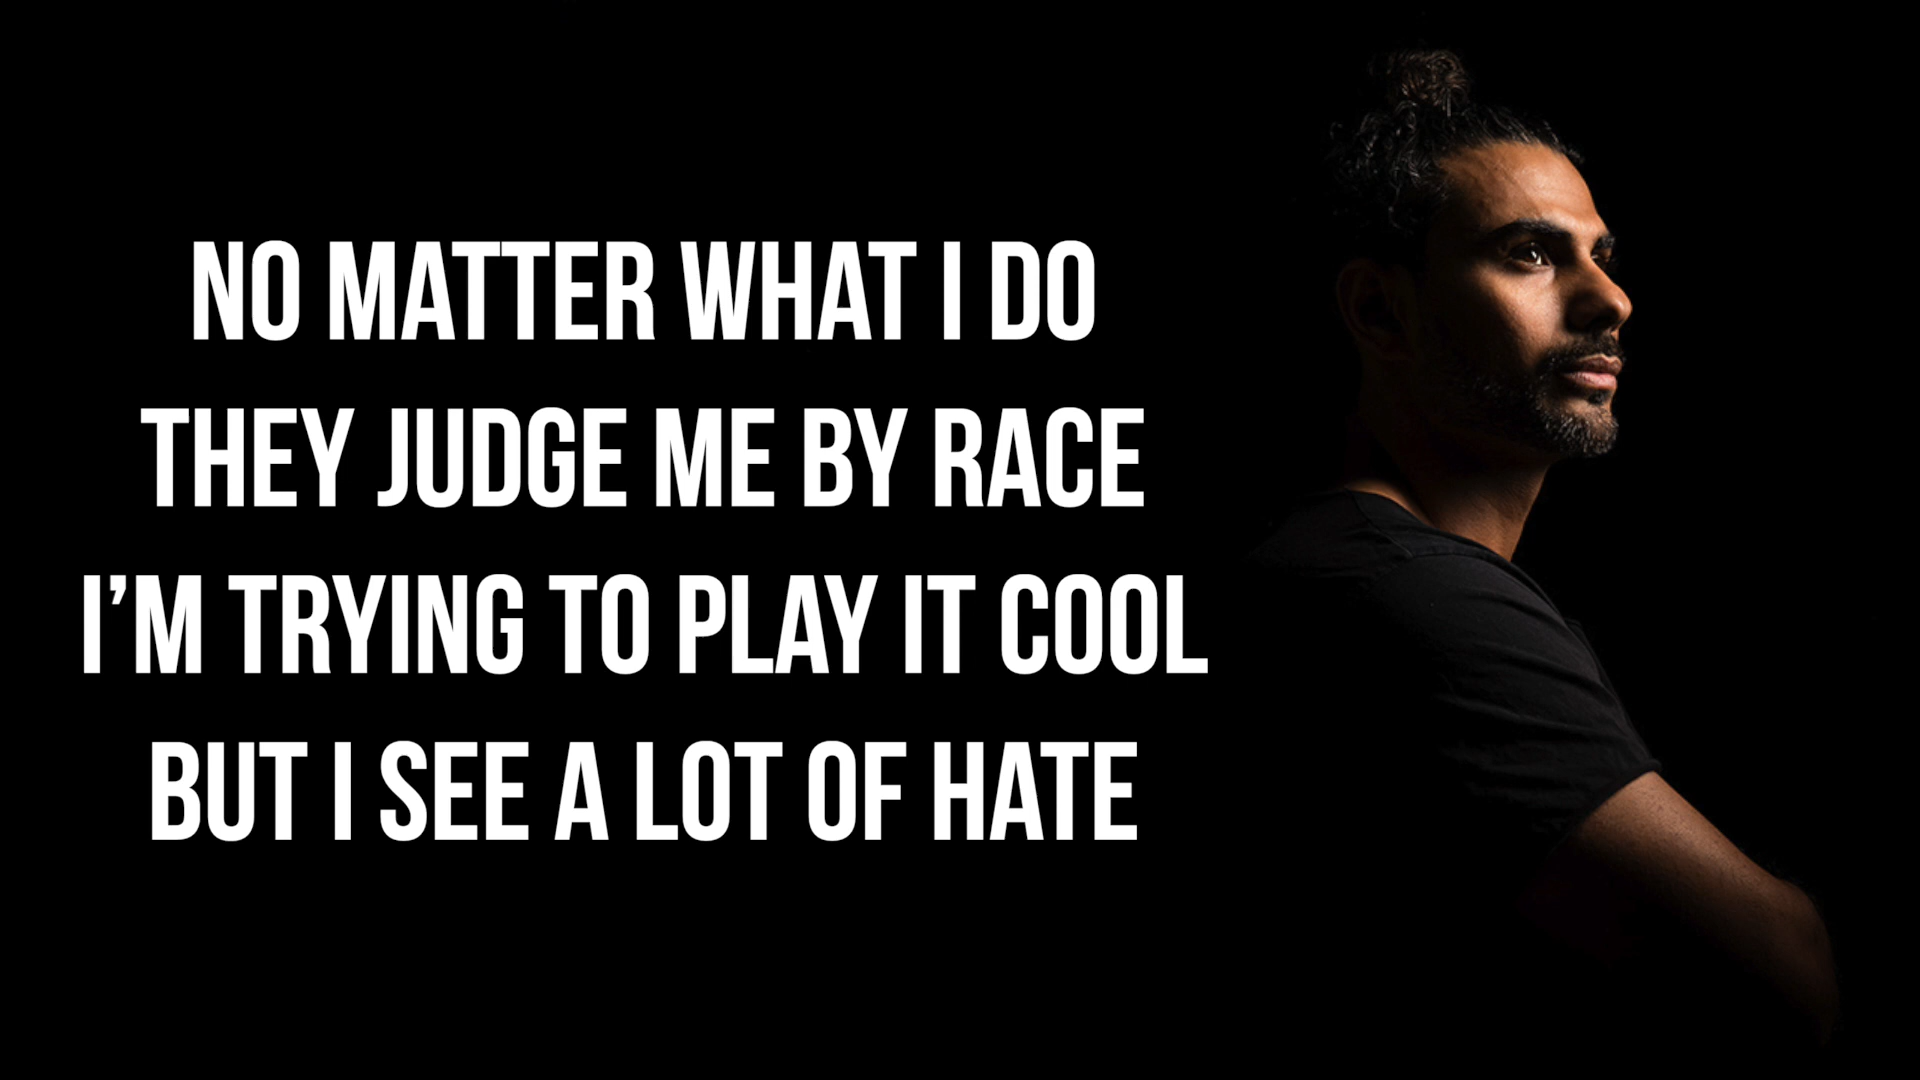 NO MATTER WHAT I DO
THEY JUDGE ME BY RACE
I’M TRYING TO PLAY IT COOL
BUT I SEE A LOT OF HATE